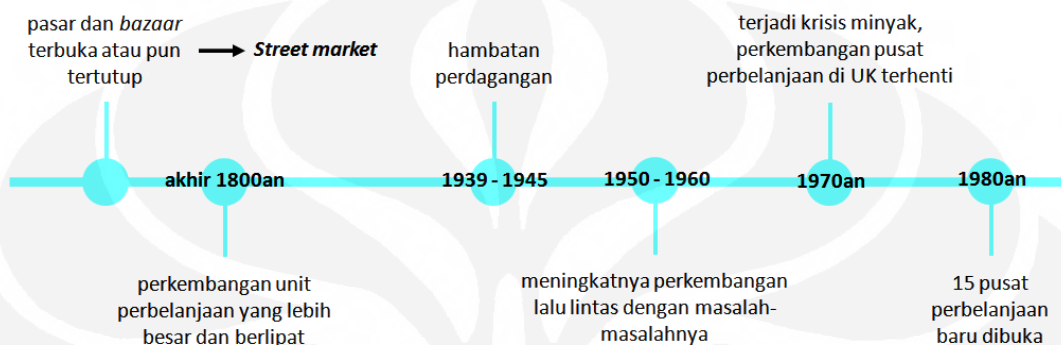 pasar dan bazaar
terbuka atau pun
tertutup
Street market
akhir 1800an
perkembangan unit
perbelanjaan yang lebih
besar dan berlipat
hambatan
perdagangan
1939 - 1945
1950 - 1960
meningkatnya perkembangan
lalu lintas dengan masalah-
masalahnya
terjadi krisis minyak,
perkembangan pusat
perbelanjaan di UK terhenti
1970an
1980an
15 pusat
perbelanjaan
baru dibuka